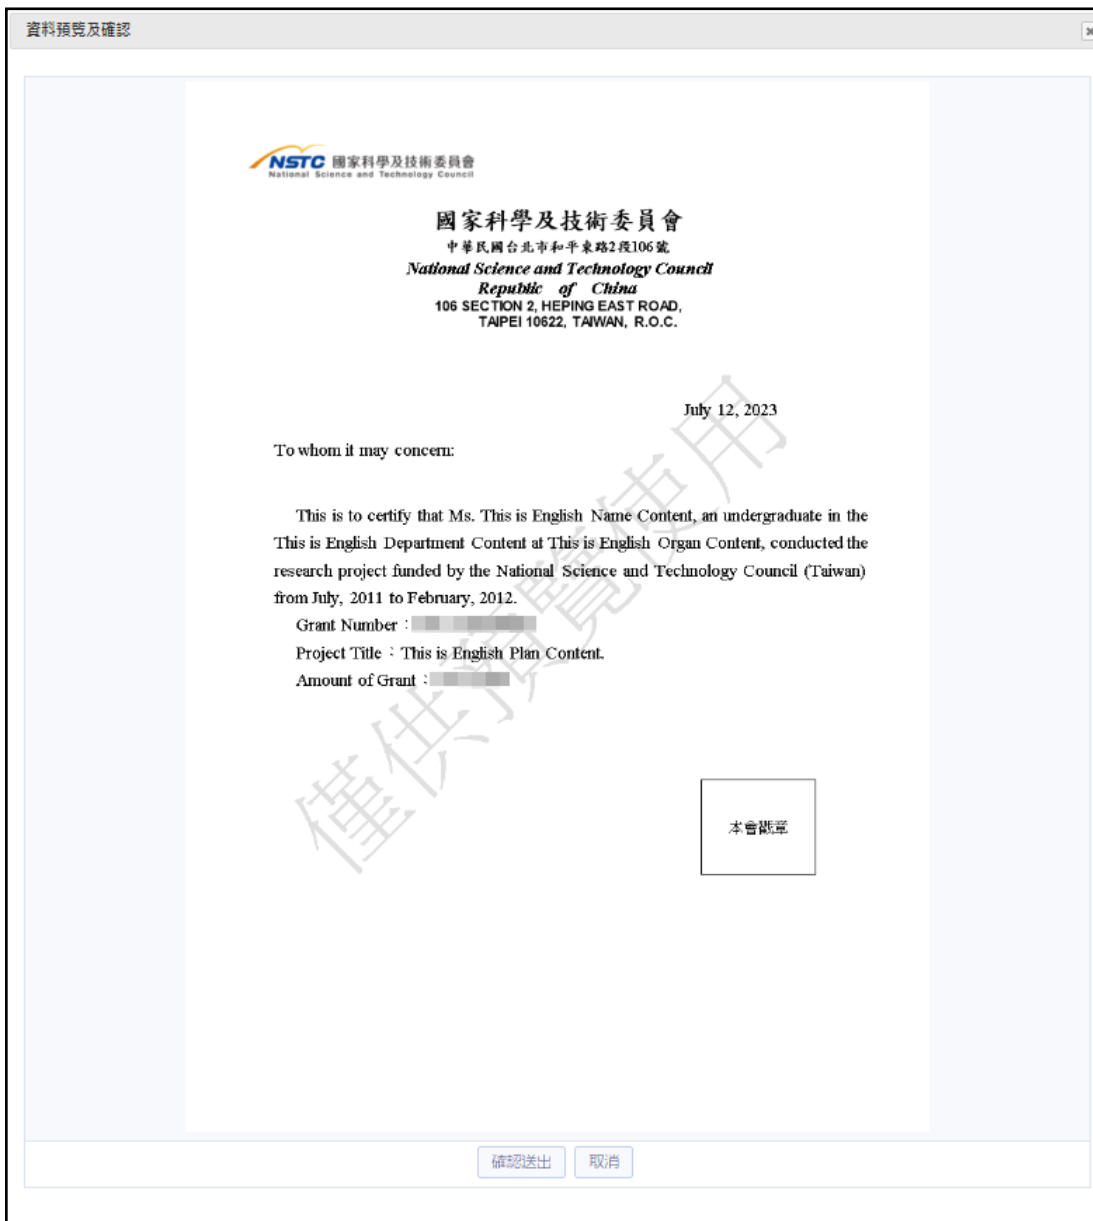 資料預覽及確認
NSTC 國家科學及技術委員會
National Science and Technology Council
國家科學及技術委員會
中華民國台北市和平東路2段106號
National Science and Technology Council
Republic of China
106 SECTION 2, HEPING EAST ROAD,
TAIPEI 10622, TAIWAN, R.O.C.
July 12, 2023
To whom it may concern:
This is to certify that Ms. This is English Name Content, an undergraduate in the
This is English Department Content at This is English Organ Content, conducted the
research project funded by the National Science and Technology Council (Taiwan)
from July, 2011 to February, 2012.
Grant Number：
Project Title：This is English Plan Content.
Amount of Grant：
僅供預覽使用
本會戳章
確認送出 取消